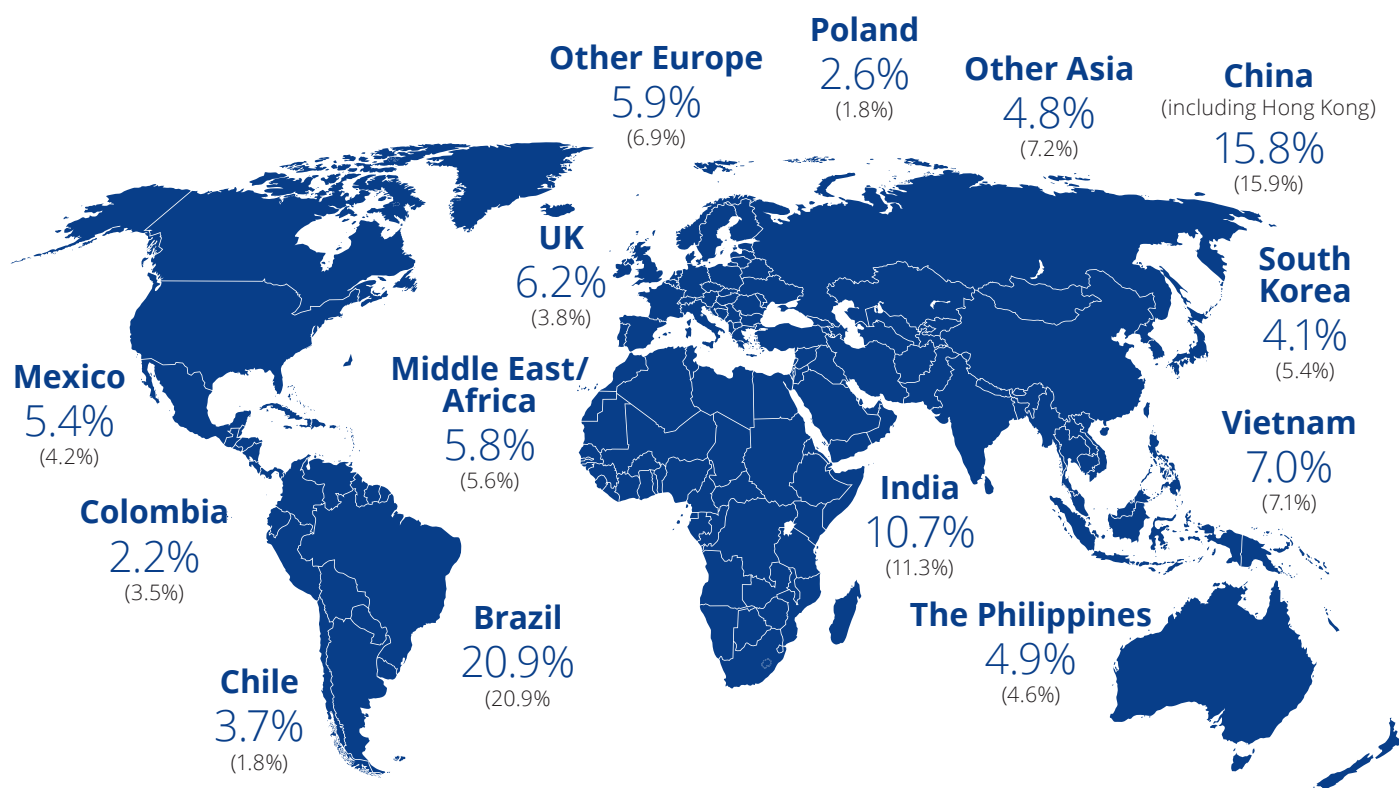 Poland
2.6%
(1.8%)
Other Europe
5.9%
(6.9%)
Other Asia
4.8%
(7.2%)
China
(including Hong Kong)
15.8%
(15.9%)
UK
6.2%
(3.8%)
South
Korea
4.1%
(5.4%)
Mexico
5.4%
(4.2%)
Middle East/
Africa
5.8%
(5.6%)
Vietnam
7.0%
(7.1%)
India
10.7%
(11.3%)
Colombia
2.2%
(3.5%)
Brazil
20.9%
(20.9%
The Philippines
4.9%
(4.6%)
Chile
3.7%
(1.8%)